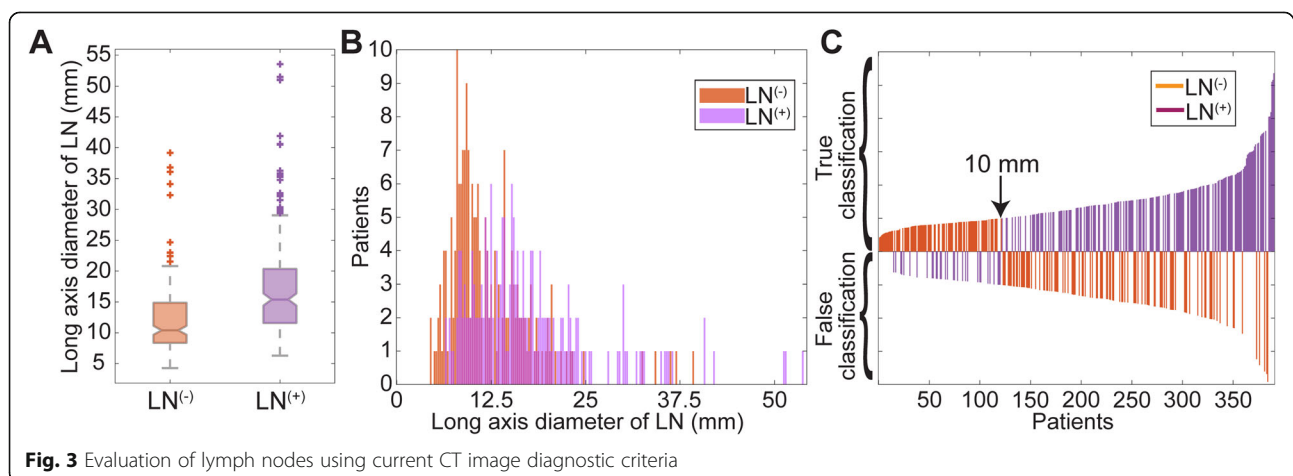 A
Long axis diameter of LN (mm)
55
50
45
40
35
30
25
20
15
10
5
LN(-)
LN(+)
B
Patients
10
9
8
7
6
5
4
3
2
1
0
LN(-)
LN(+)
0
12.5
25
37.5
50
Long axis diameter of LN (mm)
C
True
classification
False
classification
LN(-)
LN(+)
10 mm
50
100
150
200
250
300
350
Patients
Fig. 3 Evaluation of lymph nodes using current CT image diagnostic criteria